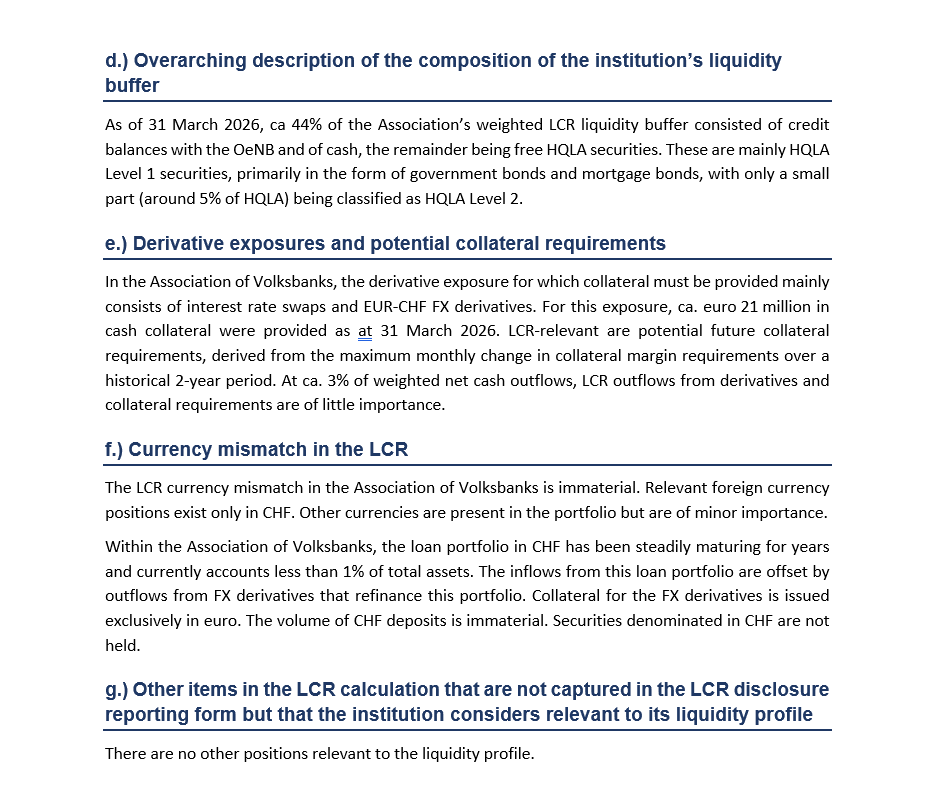 d.) Overarching description of the composition of the institution’s liquidity
buffer
As of 31 March 2026, ca 44% of the Association’s weighted LCR liquidity buffer consisted of credit
balances with the OeNB and of cash, the remainder being free HQLA securities. These are mainly HQLA
Level 1 securities, primarily in the form of government bonds and mortgage bonds, with only a small
part (around 5% of HQLA) being classified as HQLA Level 2.
e.) Derivative exposures and potential collateral requirements
In the Association of Volksbanks, the derivative exposure for which collateral must be provided mainly
consists of interest rate swaps and EUR-CHF FX derivatives. For this exposure, ca. euro 21 million in
cash collateral were provided as at 31 March 2026. LCR-relevant are potential future collateral
requirements, derived from the maximum monthly change in collateral margin requirements over a
historical 2-year period. At ca. 3% of weighted net cash outflows, LCR outflows from derivatives and
collateral requirements are of little importance.
f.) Currency mismatch in the LCR
The LCR currency mismatch in the Association of Volksbanks is immaterial. Relevant foreign currency
positions exist only in CHF. Other currencies are present in the portfolio but are of minor importance.
Within the Association of Volksbanks, the loan portfolio in CHF has been steadily maturing for years
and currently accounts less than 1% of total assets. The inflows from this loan portfolio are offset by
outflows from FX derivatives that refinance this portfolio. Collateral for the FX derivatives is issued
exclusively in euro. The volume of CHF deposits is immaterial. Securities denominated in CHF are not
held.
g.) Other items in the LCR calculation that are not captured in the LCR disclosure
reporting form but that the institution considers relevant to its liquidity profile
There are no other positions relevant to the liquidity profile.